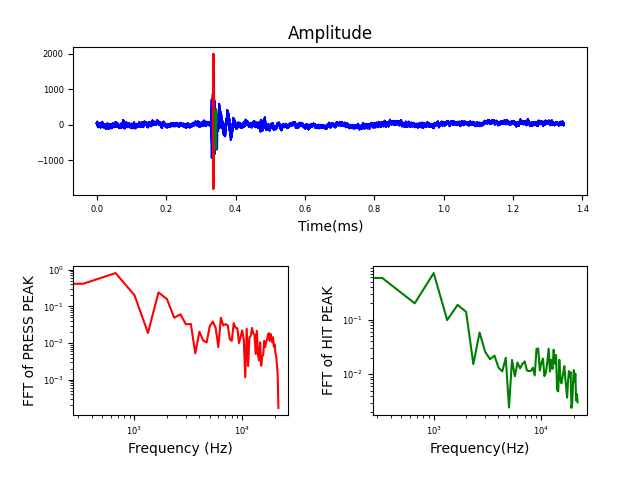 Amplitude
2000
1000
0
−1000
0.0 0.2 0.4 0.6 0.8 1.0 1.2 1.4
Time(ms)
FFT of PRESS PEAK
10⁰
10⁻¹
10⁻²
10⁻³
10³ 10⁴
Frequency (Hz)
FFT of HIT PEAK
10⁻¹
10⁻²
10³ 10⁴
Frequency(Hz)